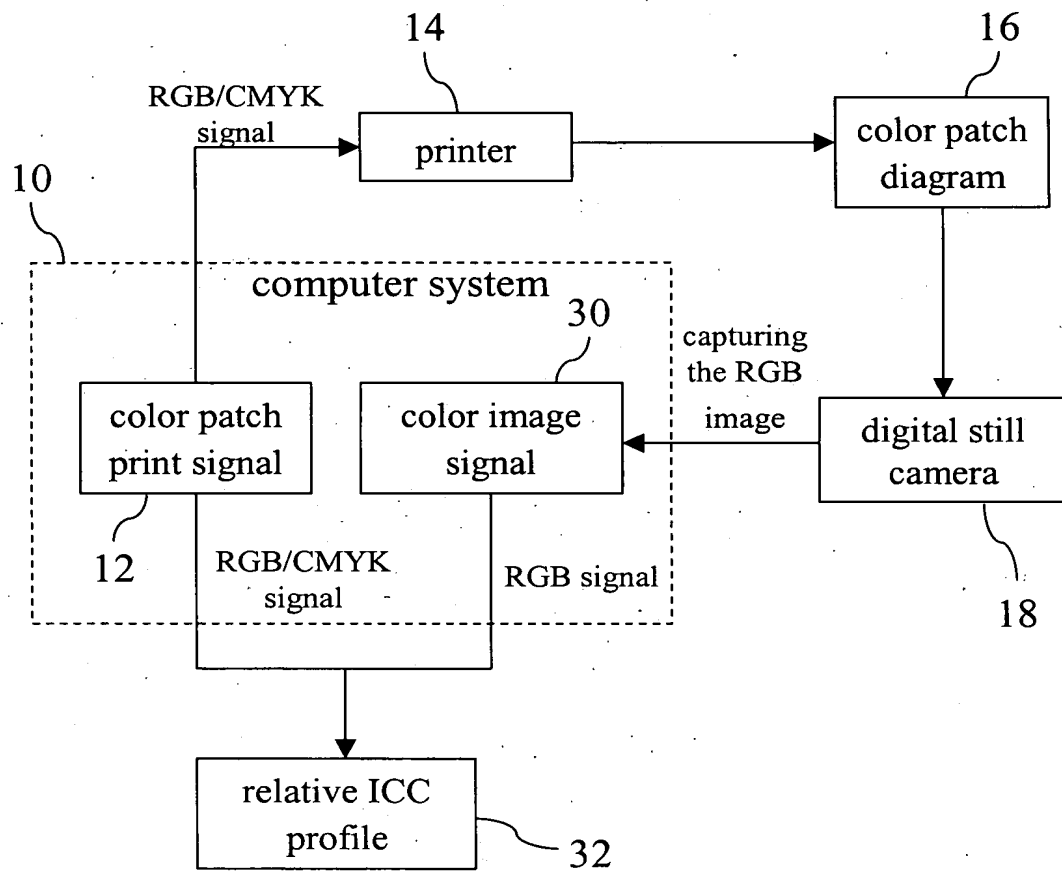 14
16
RGB/CMYK
signal
printer
color patch
diagram
10
computer system
30
capturing
the RGB
image
color patch
print signal
color image
signal
digital still
camera
12
RGB/CMYK
signal
RGB signal
18
relative ICC
profile
32